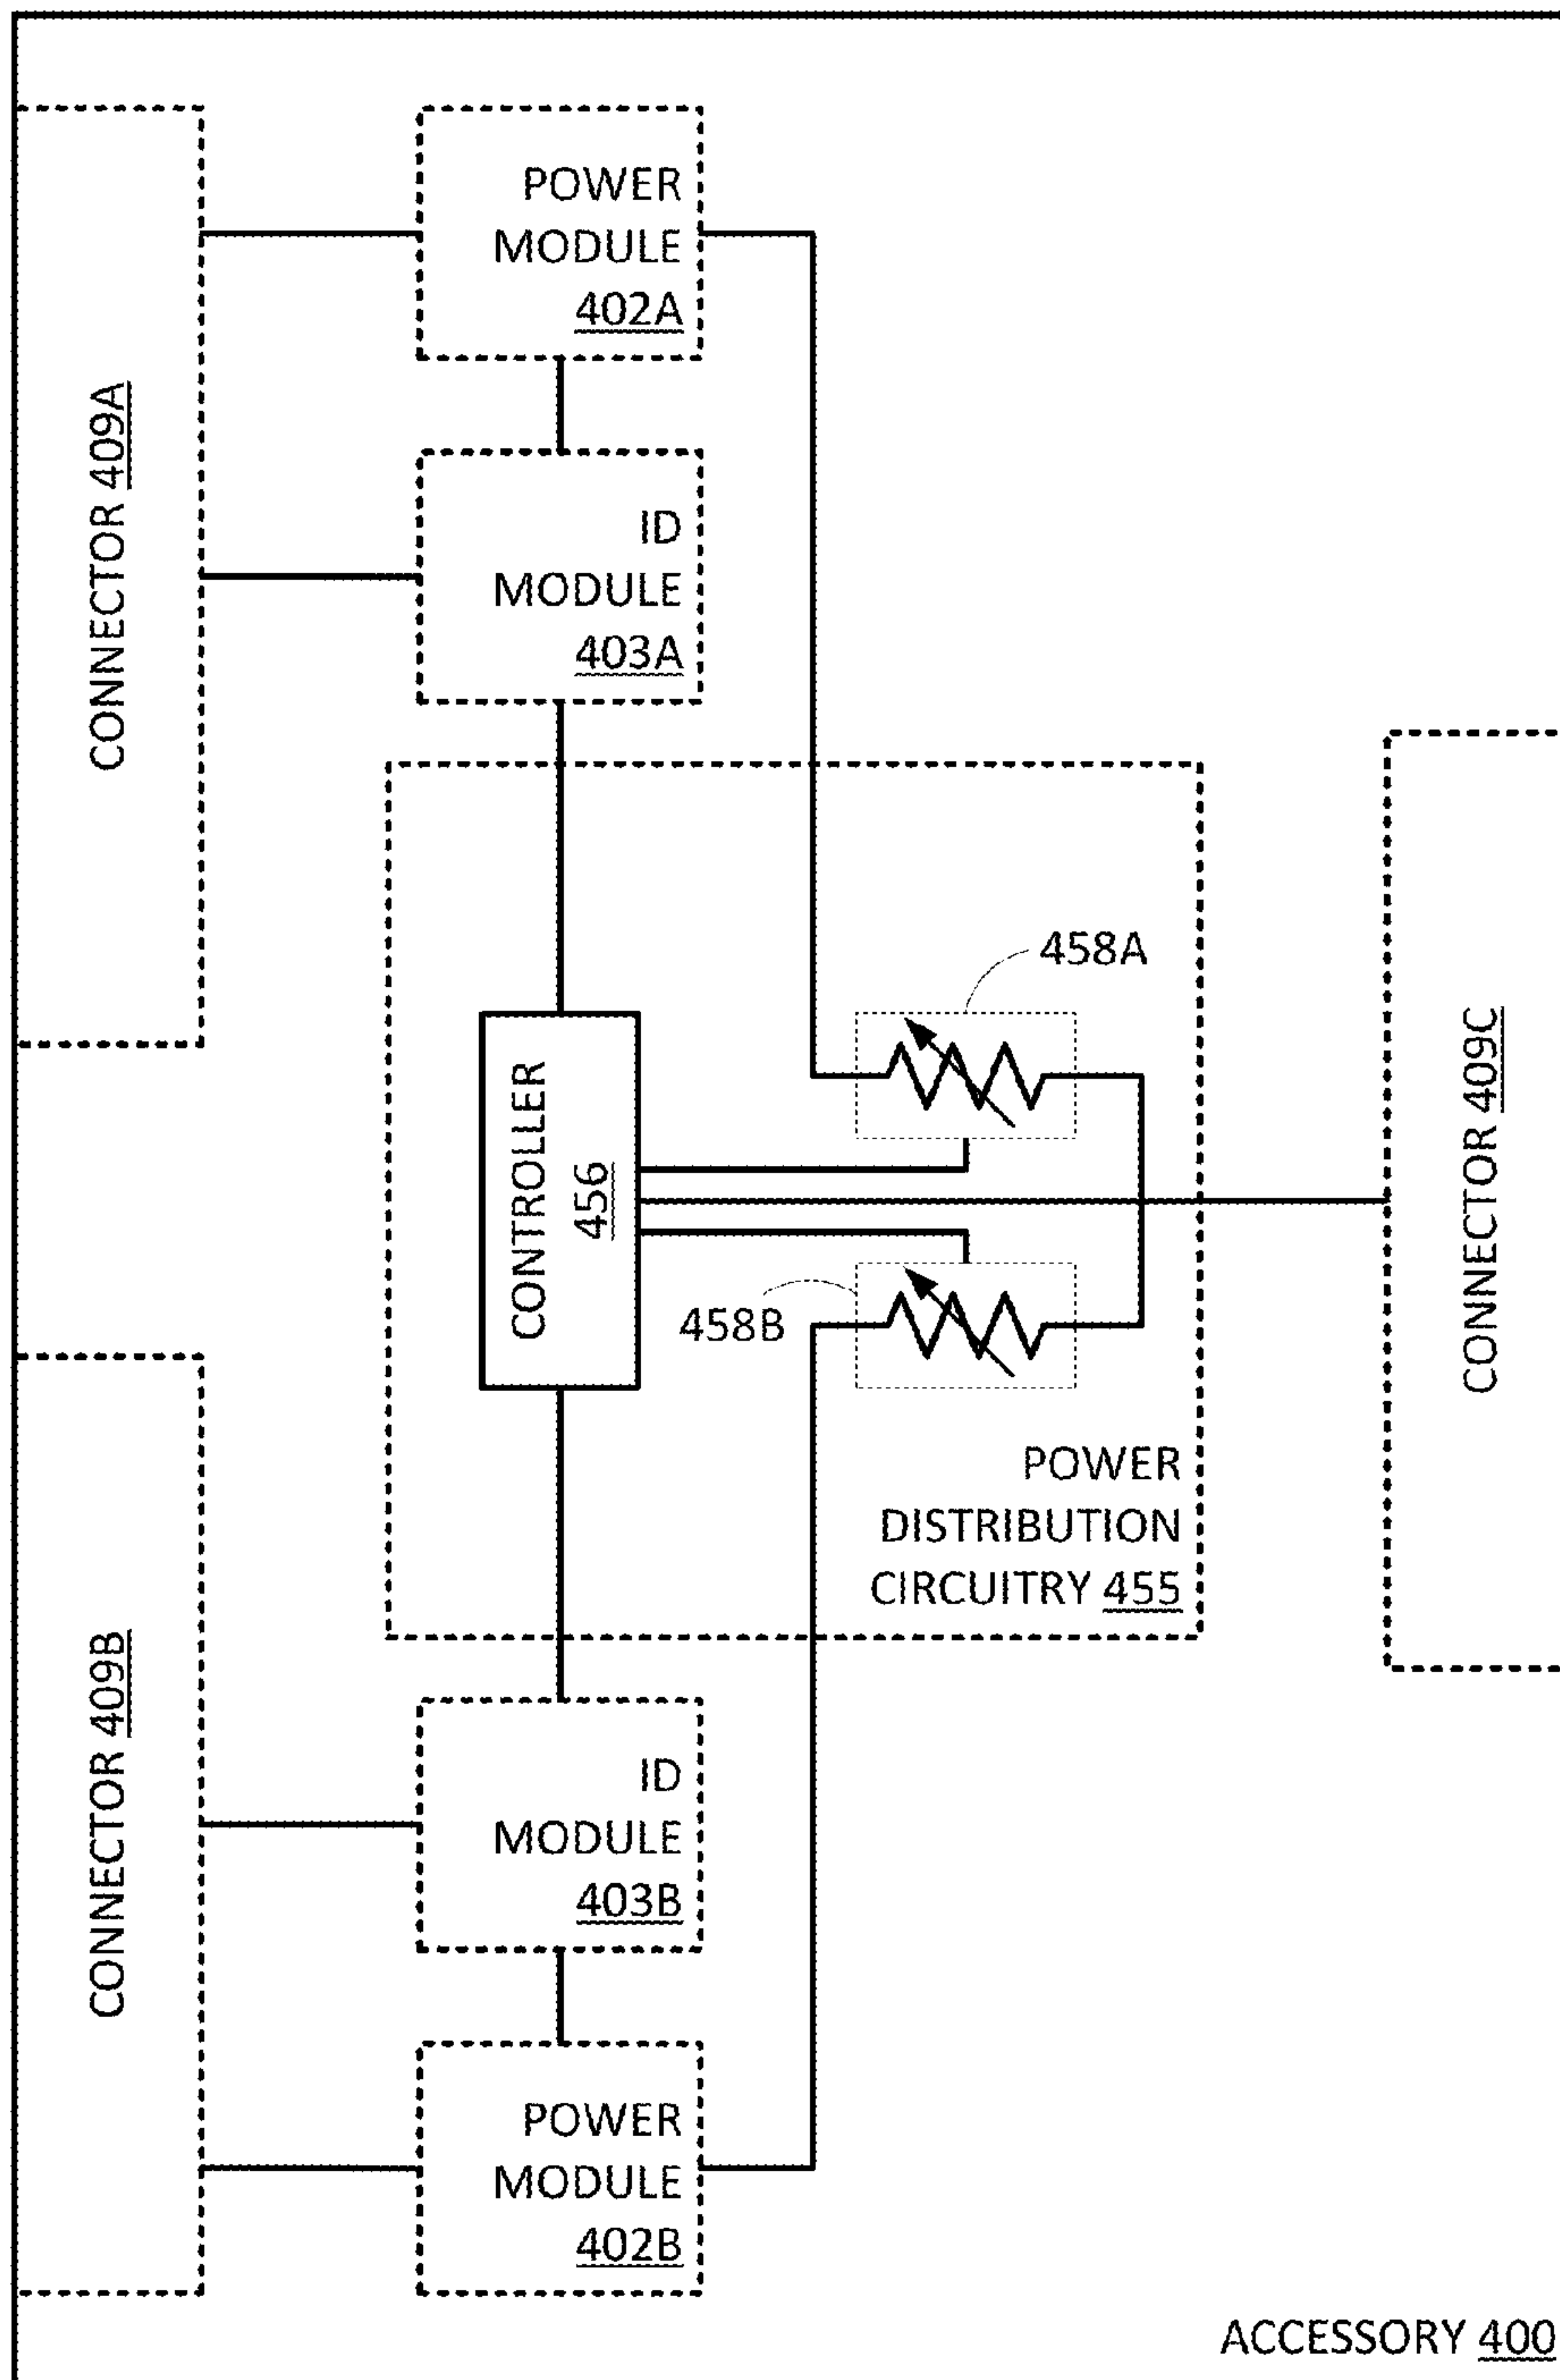 CONNECTOR 409A
POWER
MODULE
402A
ID
MODULE
403A
458A
CONTROLLER
456
CONNECTOR 409C
458B
POWER
DISTRIBUTION
CIRCUITRY 455
CONNECTOR 409B
ID
MODULE
403B
POWER
MODULE
402B
ACCESSORY 400